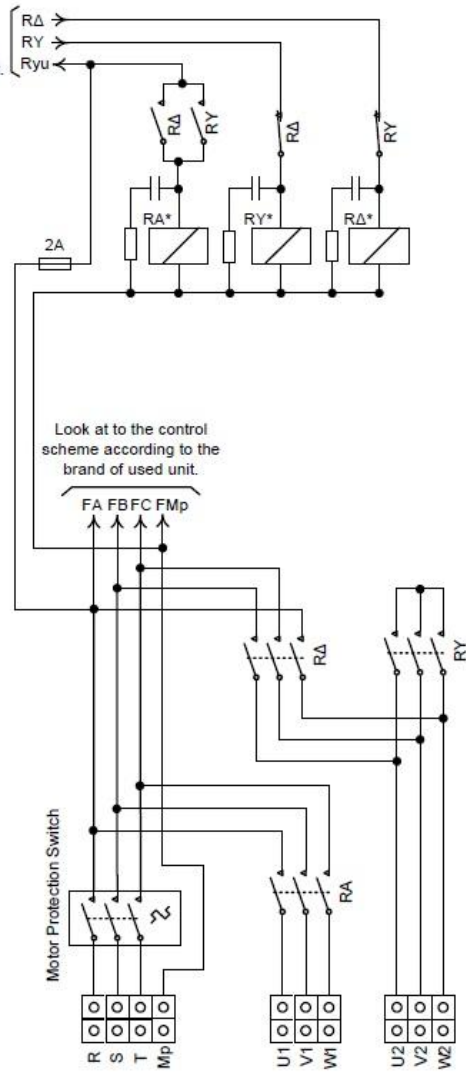 RΔ
RY
Ryu
RΔ
RY
RΔ
RY
RA*
RY*
RΔ*
2A
Look at to the control
scheme according to the
brand of used unit.
FA FB FC FMp
RΔ
RY
RA
Motor Protection Switch
R S T Mp
U1 V1 W1
U2 V2 W2